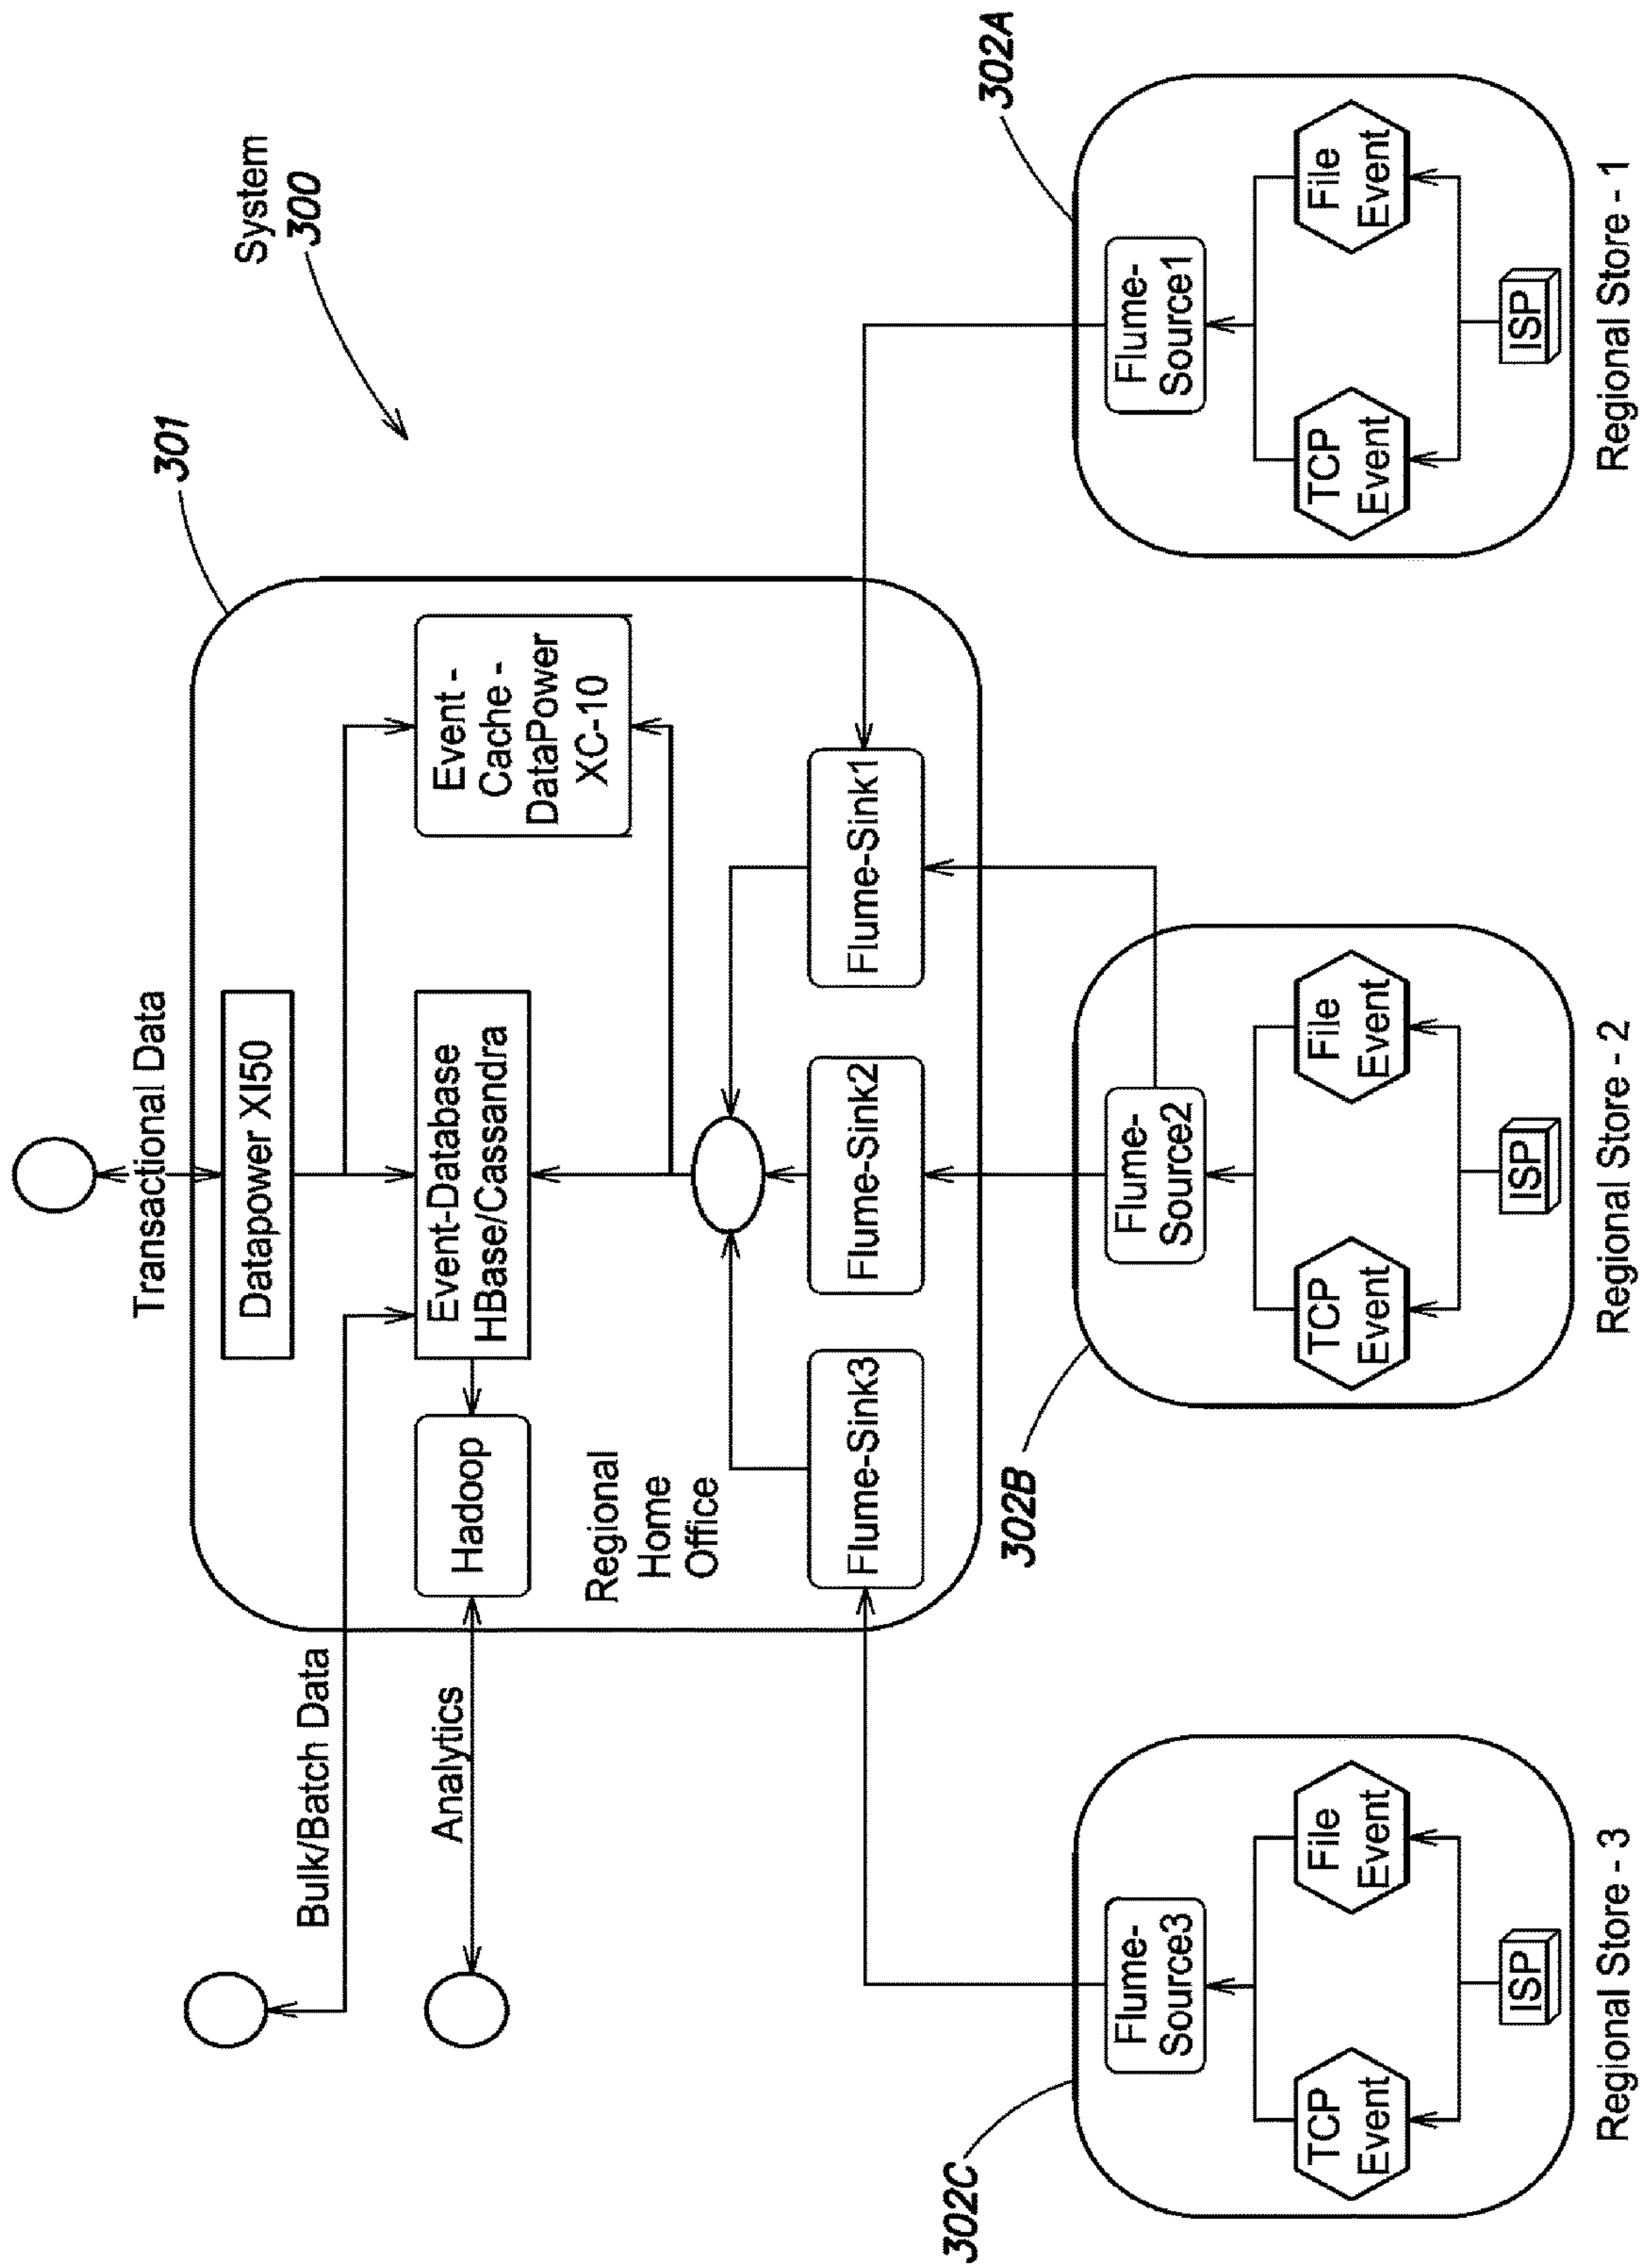 System
300
Transactional Data
301
Datapower XI50
Bulk/Batch Data
Analytics
Hadoop
Event-Database
HBase/Cassandra
Event -
Cache -
DataPower
XC-10
Regional
Home
Office
Flume-Sink3
Flume-Sink2
Flume-Sink1
302C
Flume-
Source3
TCP
Event
File
Event
ISP
Regional Store - 3
302B
Flume-
Source2
TCP
Event
File
Event
ISP
Regional Store - 2
302A
Flume-
Source1
TCP
Event
File
Event
ISP
Regional Store - 1